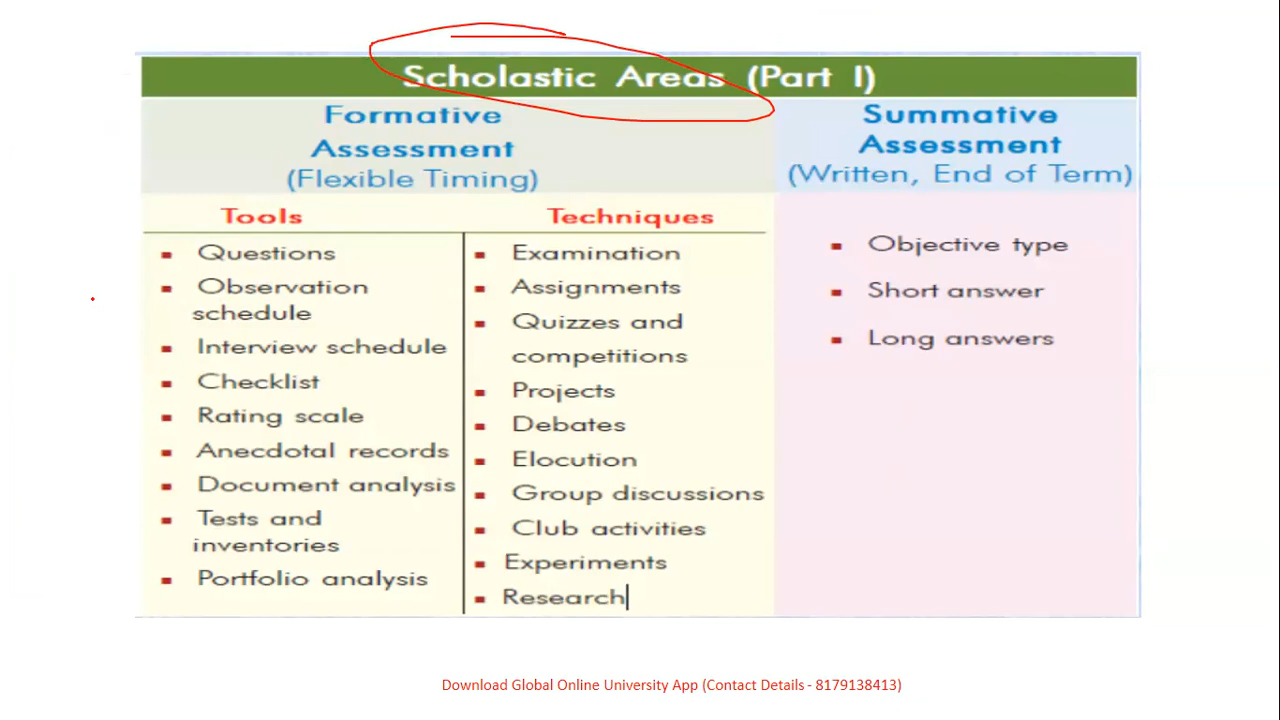 Scholastic Areas (Part I)
Formative
Assessment
(Flexible Timing)
Summative
Assessment
(Written, End of Term)
Tools
Questions
Observation
schedule
Interview schedule
Checklist
Rating scale
Anecdotal records
Document analysis
Tests and
inventories
Portfolio analysis
Techniques
Examination
Assignments
Quizzes and
competitions
Projects
Debates
Elocution
Group discussions
Club activities
Experiments
Research
Objective type
Short answer
Long answers
Download Global Online University App (Contact Details - 8179138413)